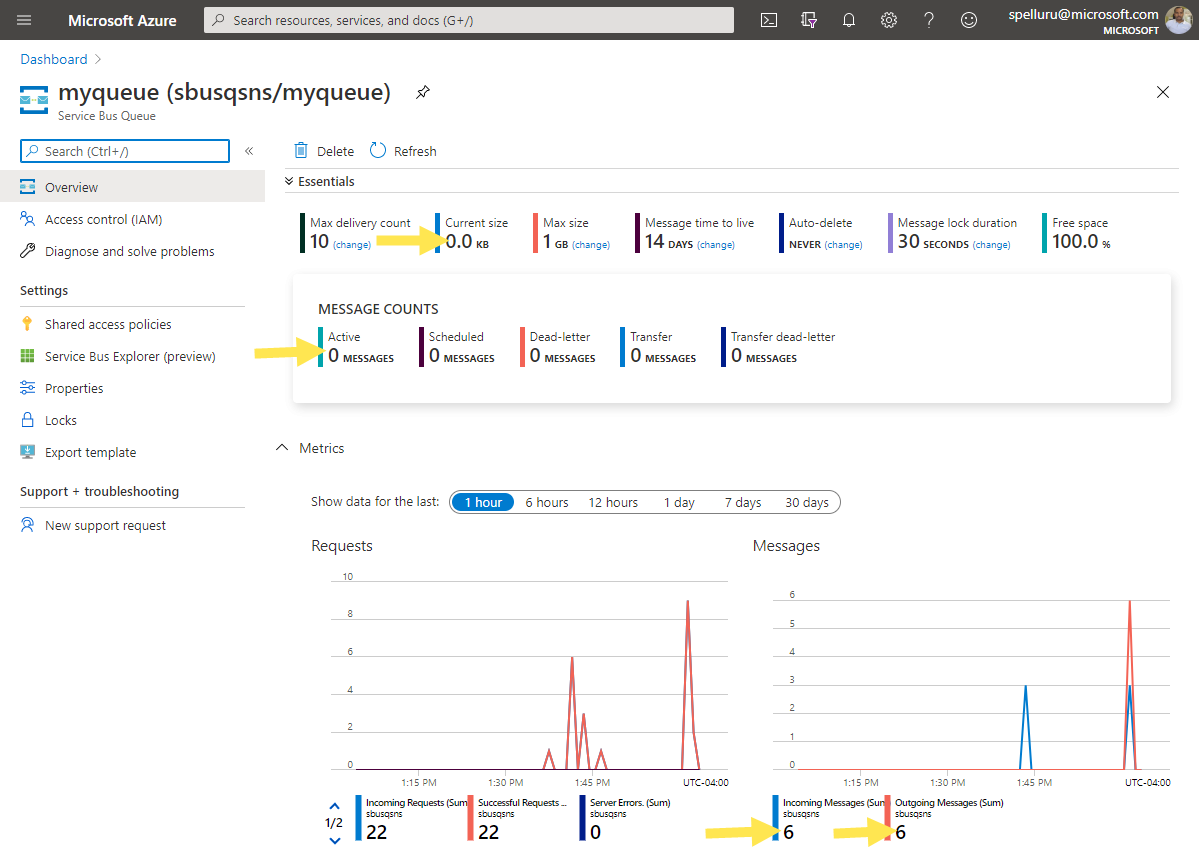 Microsoft Azure
Search resources, services, and docs (G+/)
spelluru@microsoft.com
MICROSOFT
Dashboard
myqueue (sbusqsns/myqueue)
Service Bus Queue
Search (Ctrl+/)
«
Delete
Refresh
Overview
Access control (IAM)
Diagnose and solve problems
Settings
Shared access policies
Service Bus Explorer (preview)
Properties
Locks
Export template
Support + troubleshooting
New support request
Essentials
Max delivery count
10 (change)
Current size
0.0 KB
Max size
1 GB (change)
Message time to live
14 DAYS (change)
Auto-delete
NEVER (change)
Message lock duration
30 SECONDS (change)
Free space
100.0 %
MESSAGE COUNTS
Active
0 MESSAGES
Scheduled
0 MESSAGES
Dead-letter
0 MESSAGES
Transfer
0 MESSAGES
Transfer dead-letter
0 MESSAGES
Metrics
Show data for the last:
1 hour
6 hours
12 hours
1 day
7 days
30 days
Requests
10
8
6
4
2
0
1:15 PM
1:30 PM
1:45 PM
UTC-04:00
1/2
Incoming Requests (Sum)
sbusqsns
22
Successful Requests ...
sbusqsns
22
Server Errors. (Sum)
sbusqsns
0
Messages
6
5
4
3
2
1
0
1:15 PM
1:30 PM
1:45 PM
UTC-04:00
Incoming Messages (Sum)
sbusqsns
6
Outgoing Messages (Sum)
sbusqsns
6